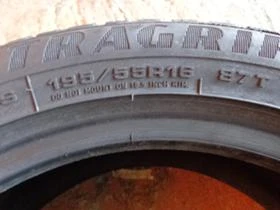 TRAGRIP
S 195/55R16 87T
DO NOT MOUNT ON 16.5 INCH RIM.